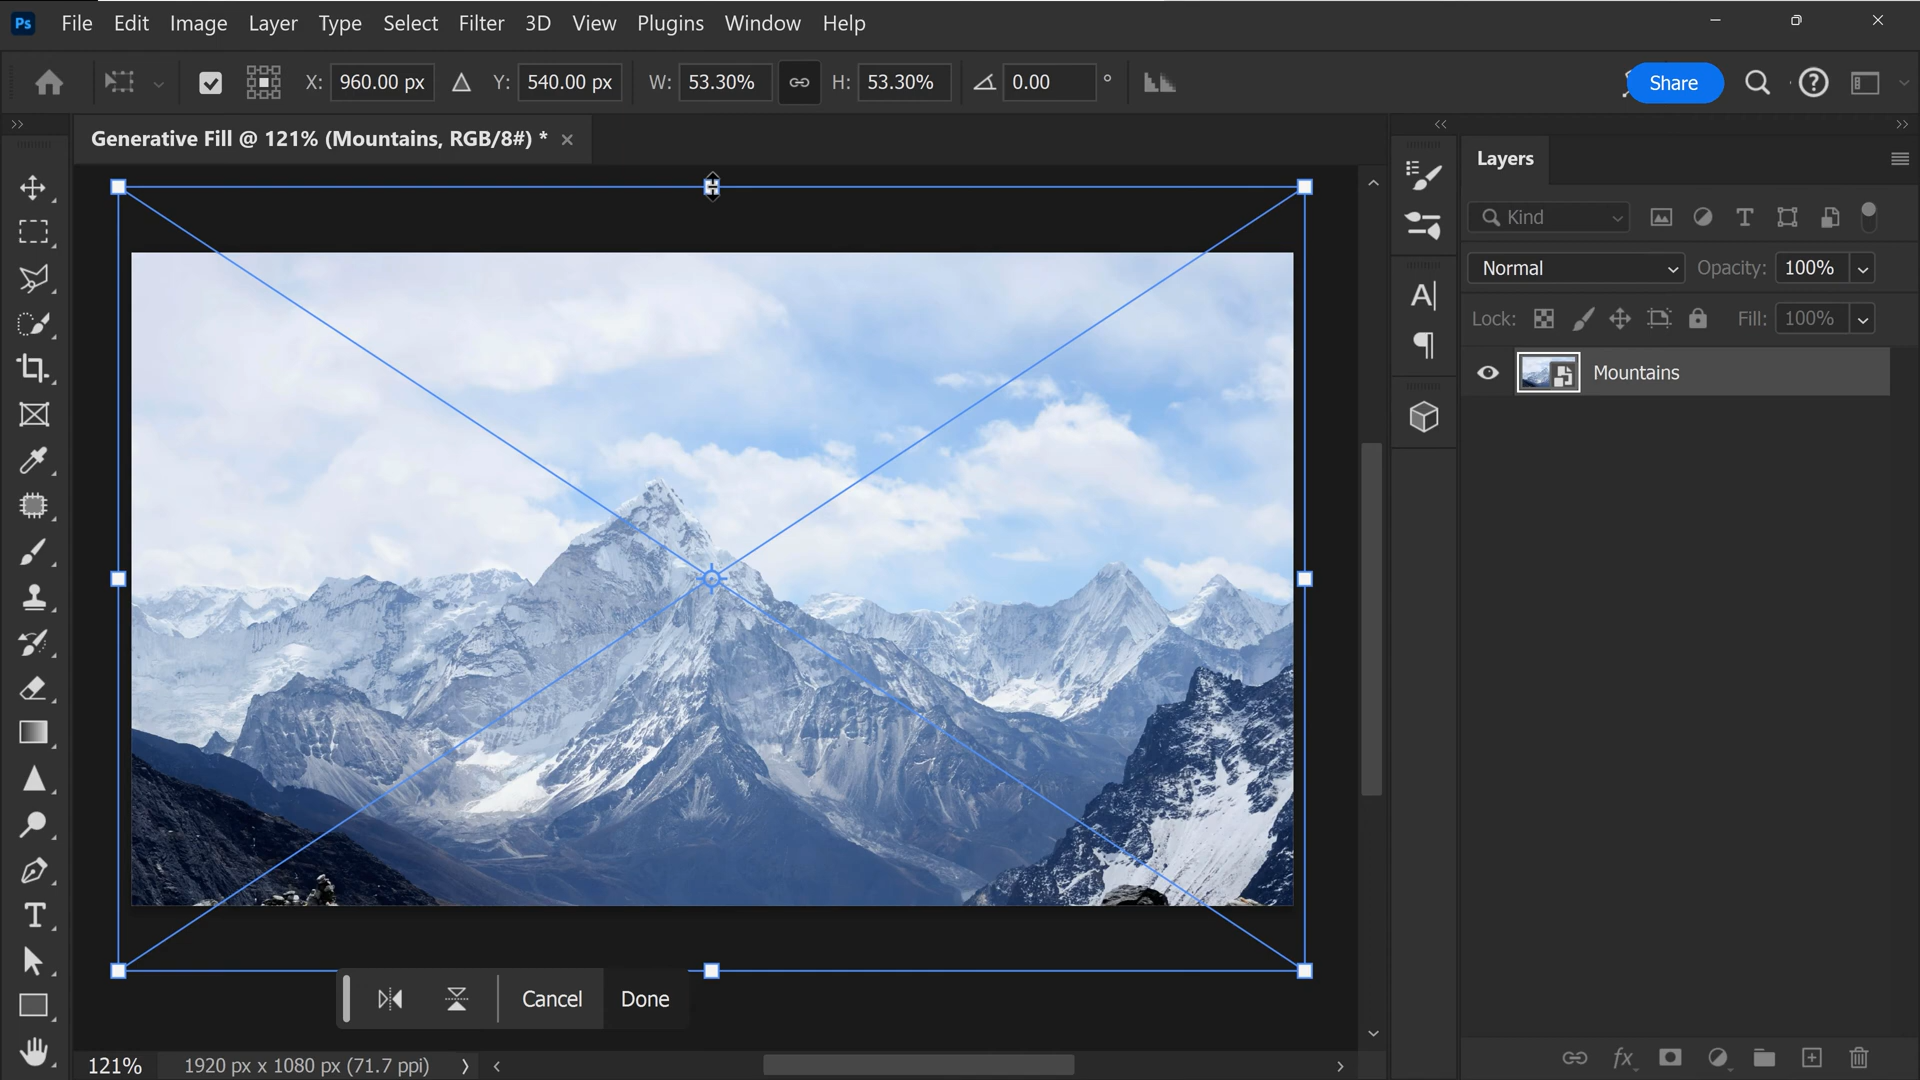 Ps File Edit Image Layer Type Select Filter 3D View Plugins Window Help
X: 960.00 px Y: 540.00 px W: 53.30% H: 53.30% 0.00 ° Share
Generative Fill @ 121% (Mountains, RGB/8#) *
Layers
Kind
Normal Opacity: 100%
Lock: Fill: 100%
Mountains
Cancel Done
121% 1920 px x 1080 px (71.7 ppi)